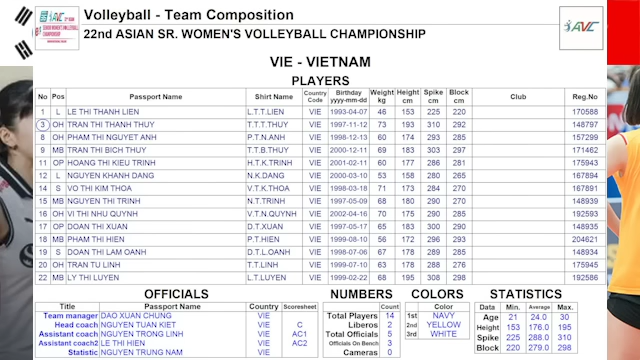 Volleyball - Team Composition
22nd ASIAN SR. WOMEN'S VOLLEYBALL CHAMPIONSHIP
AVC
VIE - VIETNAM
PLAYERS
No Pos Passport Name Shirt Name Country Code Birthday yyyy-mm-dd Weight kg Height cm Spike cm Block cm Club Reg.No
1 L LE THI THANH LIEN L.T.T.LIEN VIE 1993-04-07 46 153 225 220 170588
3 OH TRAN THI THANH THUY T.T.T.THUY VIE 1997-11-12 73 193 310 292 148797
8 OH PHAM THI NGUYET ANH P.T.N.ANH VIE 1998-12-13 60 174 293 285 157299
9 MB TRAN THI BICH THUY T.T.B.THUY VIE 2000-12-11 69 183 303 297 171462
11 OP HOANG THI KIEU TRINH H.T.K.TRINH VIE 2001-02-11 60 177 286 281 175943
12 L NGUYEN KHANH DANG N.K.DANG VIE 2000-03-10 53 158 280 265 167894
14 S VO THI KIM THOA V.T.K.THOA VIE 1998-03-18 71 173 284 270 167891
15 MB NGUYEN THI TRINH N.T.TRINH VIE 1997-05-09 68 180 290 270 148939
16 OH VI THI NHU QUYNH V.T.N.QUYNH VIE 2002-04-16 70 175 290 285 192593
17 OP DOAN THI XUAN D.T.XUAN VIE 1997-05-17 65 183 300 290 148934
18 MB PHAM THI HIEN P.T.HIEN VIE 1999-08-10 56 172 296 293 204621
19 S DOAN THI LAM OANH D.T.L.OANH VIE 1998-07-06 67 178 289 285 148935
20 OH TRAN TU LINH T.T.LINH VIE 1999-07-10 63 178 288 276 175945
22 MB LY THI LUYEN L.T.LUYEN VIE 1999-02-22 68 195 308 298 192586
OFFICIALS
Title Passport Name Country Scoresheet
Team manager DAO XUAN CHUNG VIE
Head coach NGUYEN TUAN KIET VIE C
Assistant coach NGUYEN TRONG LINH VIE AC1
Assistant coach2 LE THI HIEN VIE AC2
Statistic NGUYEN TRUNG NAM VIE
NUMBERS
Count
Total Players 14
Liberos 2
Total Officials 5
Officials On Bench 3
Cameras 0
COLORS
Color
1st NAVY
2nd YELLOW
3rd WHITE
STATISTICS
Data Min. Average Max.
Age 21 24.0 30
Height 153 176.0 195
Spike 225 288.0 310
Block 220 279.0 298